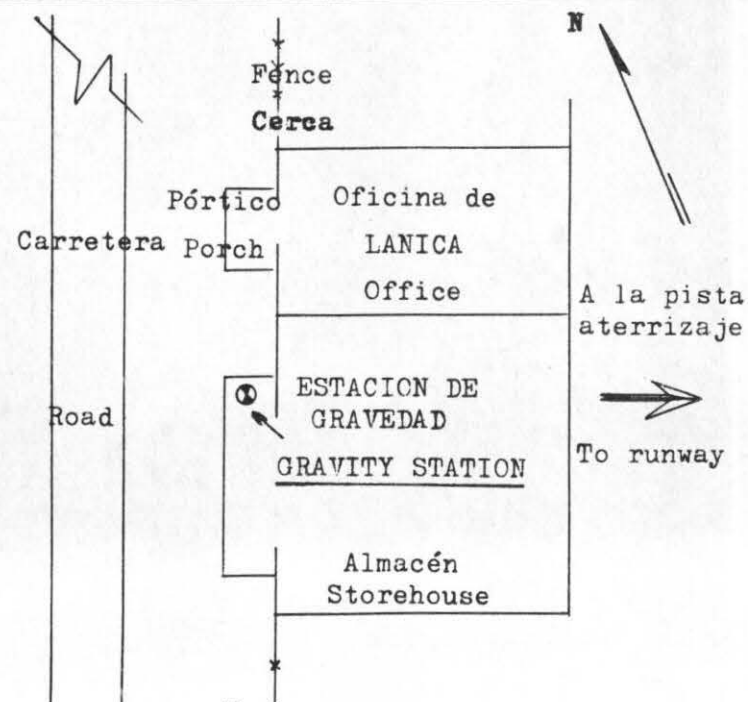 N
Fence
Cerca
Pórtico
Porch
Carretera
Oficina de
LANICA
Office
A la pista
aterrizaje
To runway
Road
ESTACION DE
GRAVEDAD
GRAVITY STATION
Almacén
Storehouse